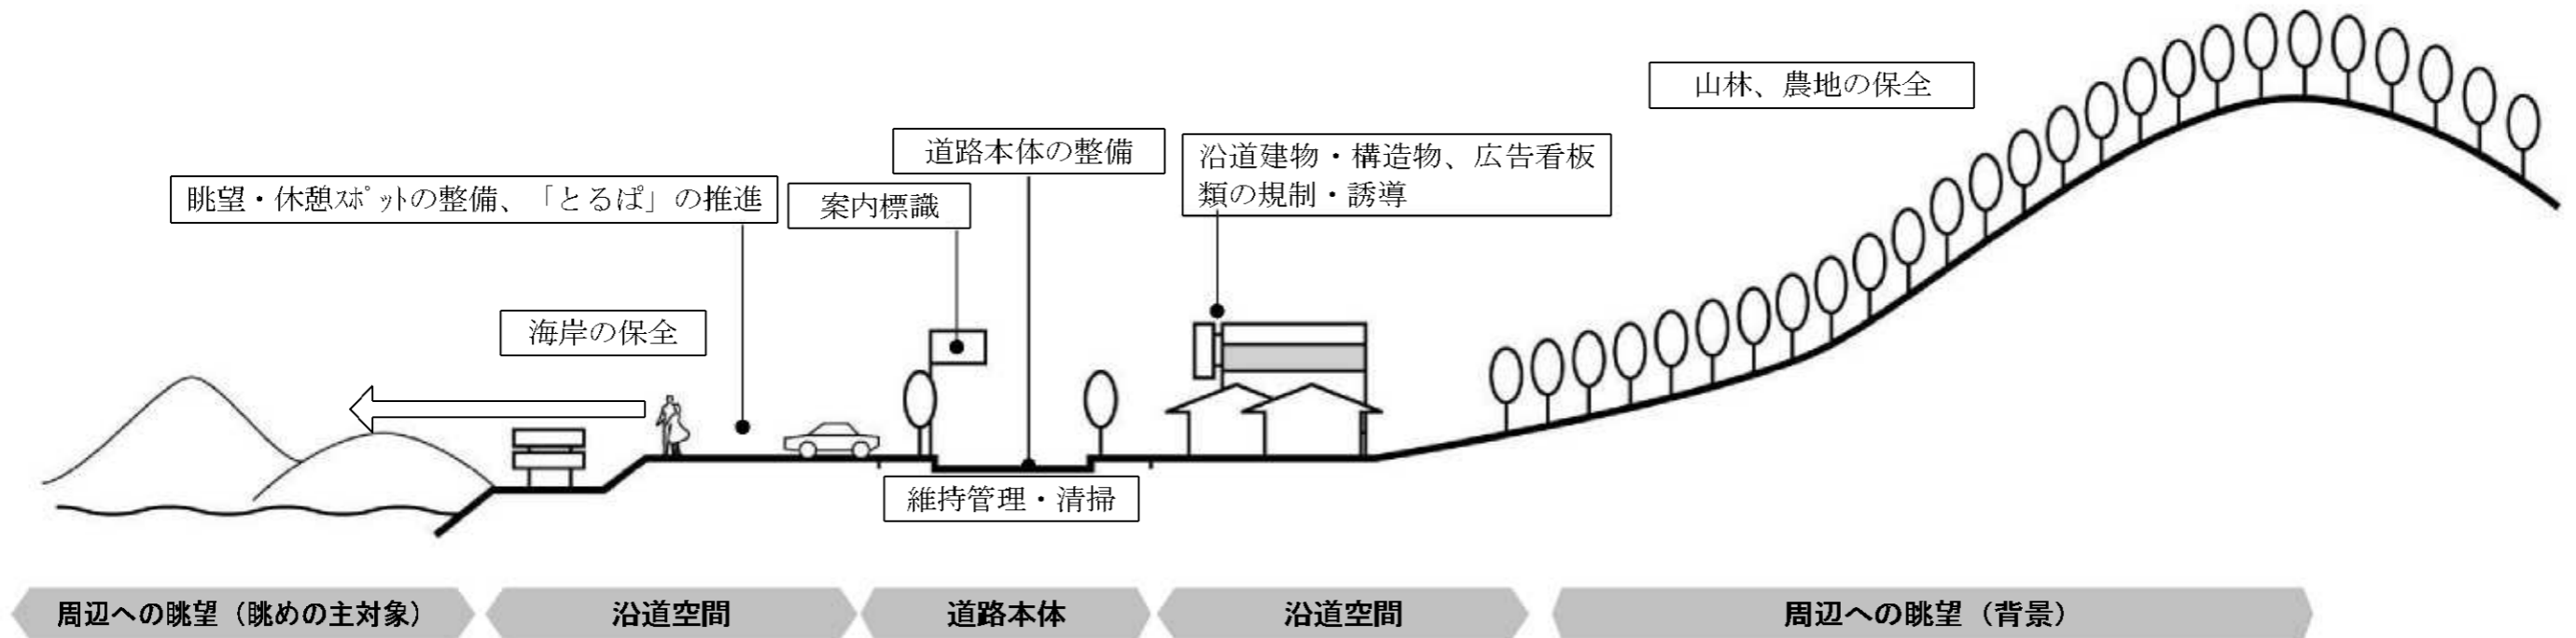 山林、農地の保全
道路本体の整備
沿道建物・構造物、広告看板
類の規制・誘導
眺望・休憩ｽﾎﾟｯﾄの整備、「とるぱ」の推進
案内標識
海岸の保全
維持管理・清掃
周辺への眺望（眺めの主対象）
沿道空間
道路本体
沿道空間
周辺への眺望（背景）